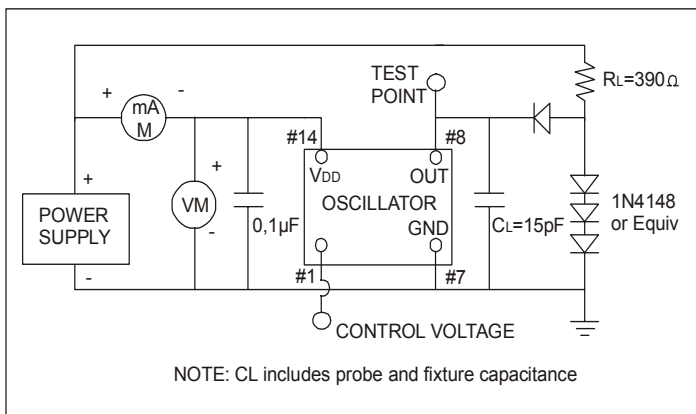 TEST
POINT
RL=390Ω
+
-
mA
M
#14
#8
+
VDD
OUT
1N4148
or Equiv
+
POWER
SUPPLY
VM
0,1µF
OSCILLATOR
GND
CL=15pF
-
-
#1
#7
CONTROL VOLTAGE
NOTE: CL includes probe and fixture capacitance